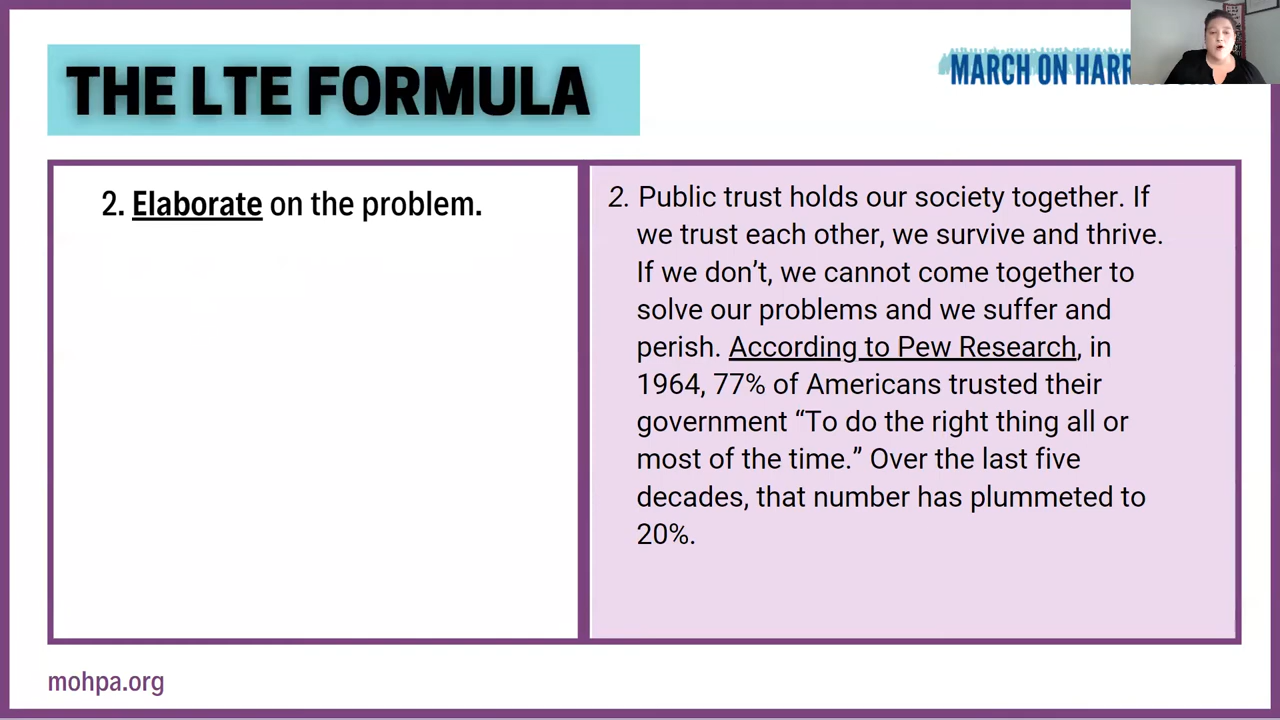 THE LTE FORMULA
MARCH ON
2. Elaborate on the problem.
2. Public trust holds our society together. If
we trust each other, we survive and thrive.
If we don’t, we cannot come together to
solve our problems and we suffer and
perish. According to Pew Research, in
1964, 77% of Americans trusted their
government “To do the right thing all or
most of the time.” Over the last five
decades, that number has plummeted to
20%.
mohpa.org